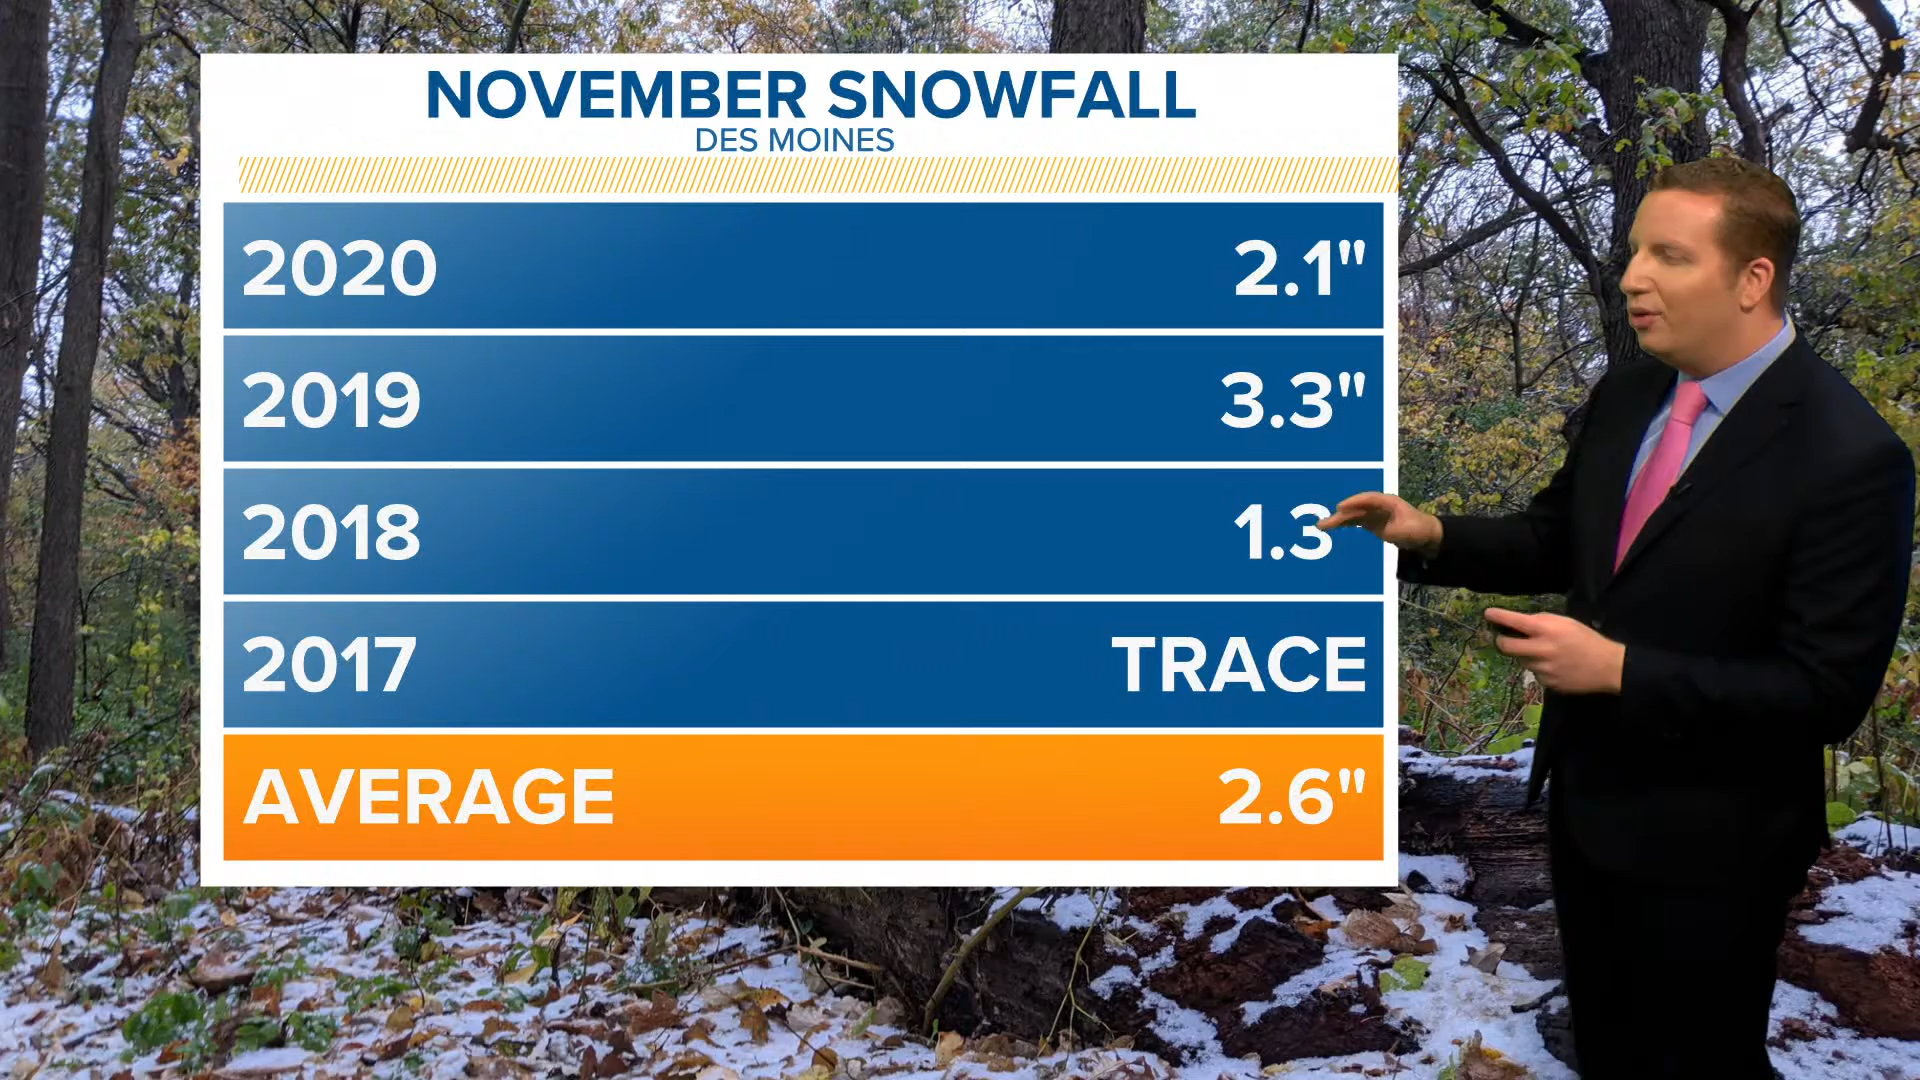 NOVEMBER SNOWFALL
DES MOINES
2020 2.1"
2019 3.3"
2018 1.3"
2017 TRACE
AVERAGE 2.6"